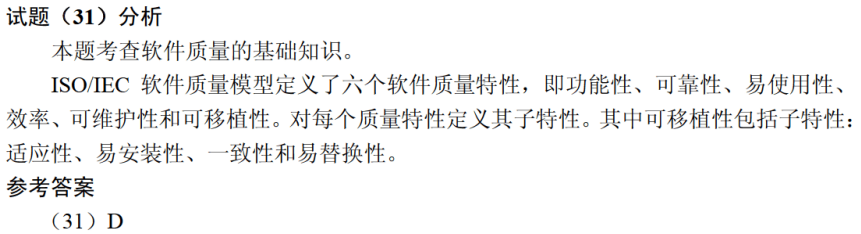 试题（31）分析
本题考查软件质量的基础知识。
ISO/IEC 软件质量模型定义了六个软件质量特性，即功能性、可靠性、易使用性、
效率、可维护性和可移植性。对每个质量特性定义其子特性。其中可移植性包括子特性：
适应性、易安装性、一致性和易替换性。
参考答案
（31）D